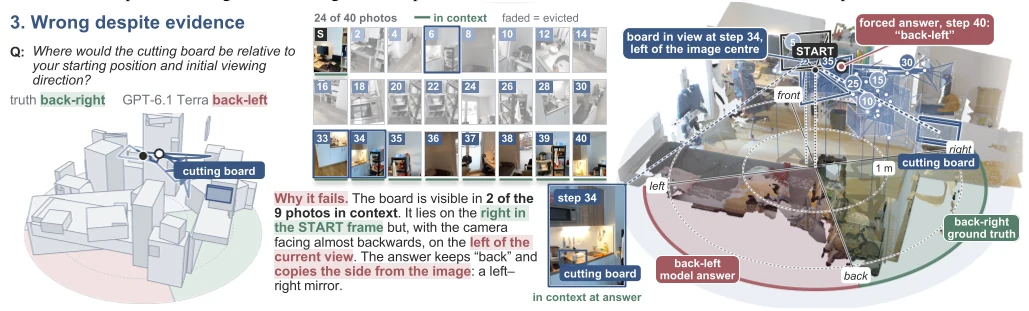 3. Wrong despite evidence
Q: Where would the cutting board be relative to
your starting position and initial viewing
direction?
truth back-right GPT-6.1 Terra back-left
cutting board
24 of 40 photos in context faded = evicted
S 2 4 6 8 10 12 14
16 18 20 22 24 26 28 30
33 34 35 36 37 38 39 40
Why it fails. The board is visible in 2 of the
9 photos in context. It lies on the right in
the START frame but, with the camera
facing almost backwards, on the left of the
current view. The answer keeps “back” and
copies the side from the image: a left–
right mirror.
step 34
cutting board
in context at answer
board in view at step 34,
left of the image centre
forced answer, step 40:
“back-left”
5
START
35
30
25
15
10
front
right
cutting board
1 m
left
back-right
ground truth
back-left
model answer
back